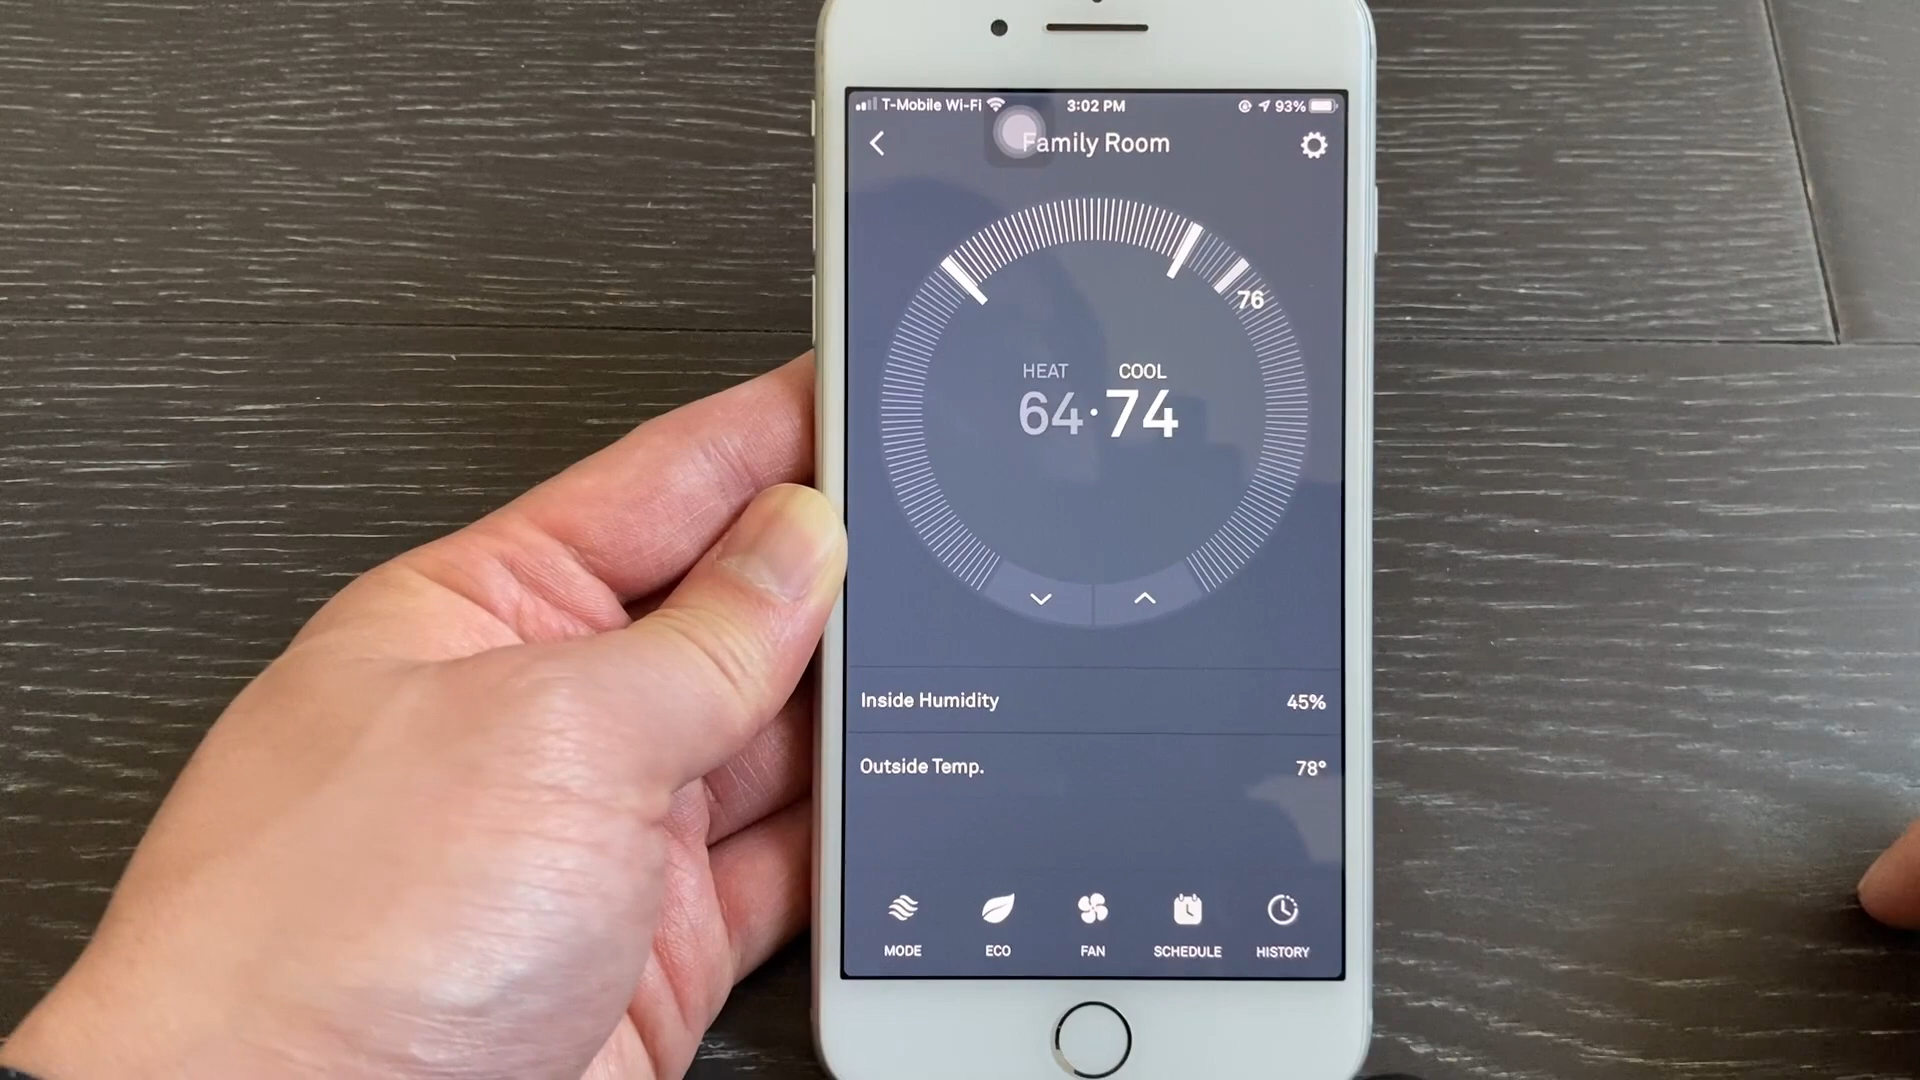 T-Mobile Wi-Fi 3:02 PM 93%
Family Room
76
HEAT COOL
64·74
Inside Humidity 45%
Outside Temp. 78°
MODE ECO FAN SCHEDULE HISTORY